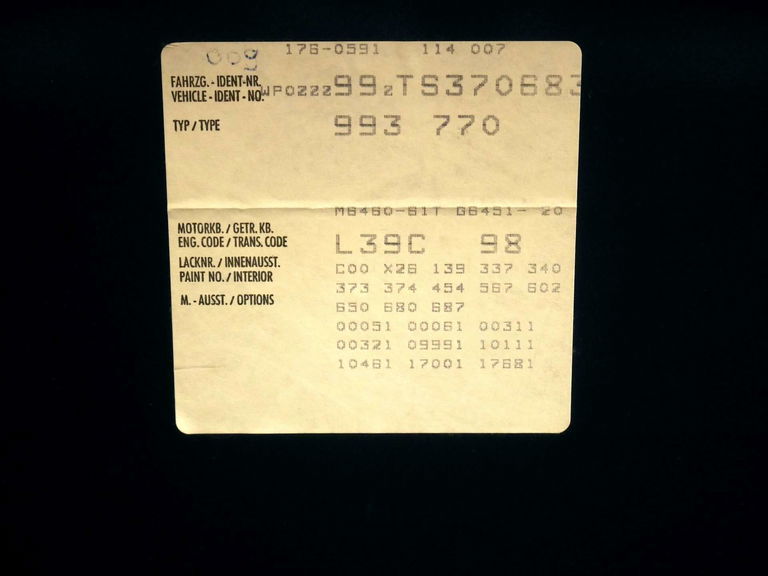 009 176-0591 114 007
FAHRZG. - IDENT-NR. WP0ZZZ99ZTS370683
VEHICLE - IDENT - NO.
TYP / TYPE 993 770
M6460-61T G6451- 20
MOTORKB. / GETR. KB.
ENG. CODE / TRANS. CODE L39C 98
LACKNR. / INNENAUSST. C00 X26 139 337 340
PAINT NO. / INTERIOR
373 374 454 567 602
M. - AUSST. / OPTIONS 650 680 687
00051 00061 00311
00321 09991 10111
10461 17001 17681